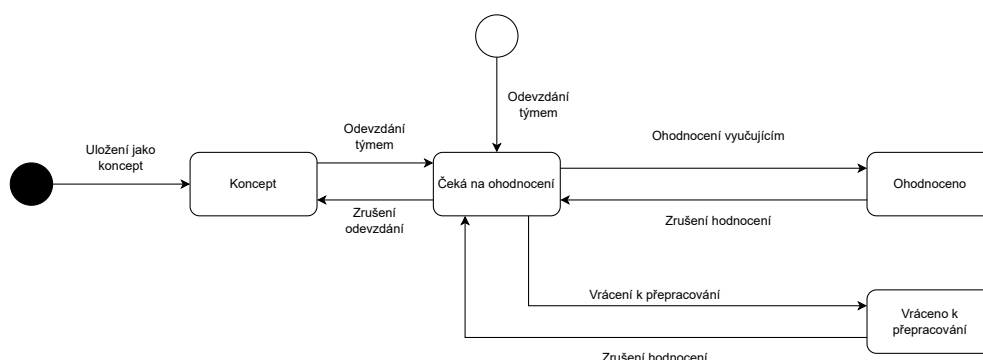 Odevzdání
týmem
Uložení jako
koncept
Odevzdání
týmem
Ohodnocení vyučujícím
Koncept
Čeká na ohodnocení
Ohodnoceno
Zrušení
odevzdání
Zrušení hodnocení
Vrácení k přepracování
Vráceno k
přepracování
Zrušení hodnocení